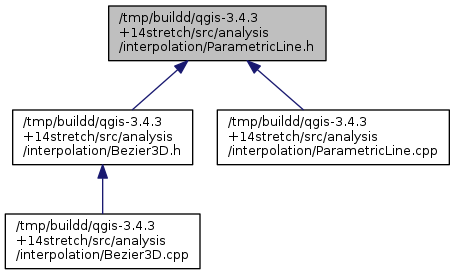 /tmp/buildd/qgis-3.4.3
+14stretch/src/analysis
/interpolation/ParametricLine.h
/tmp/buildd/qgis-3.4.3
+14stretch/src/analysis
/interpolation/Bezier3D.h
/tmp/buildd/qgis-3.4.3
+14stretch/src/analysis
/interpolation/ParametricLine.cpp
/tmp/buildd/qgis-3.4.3
+14stretch/src/analysis
/interpolation/Bezier3D.cpp